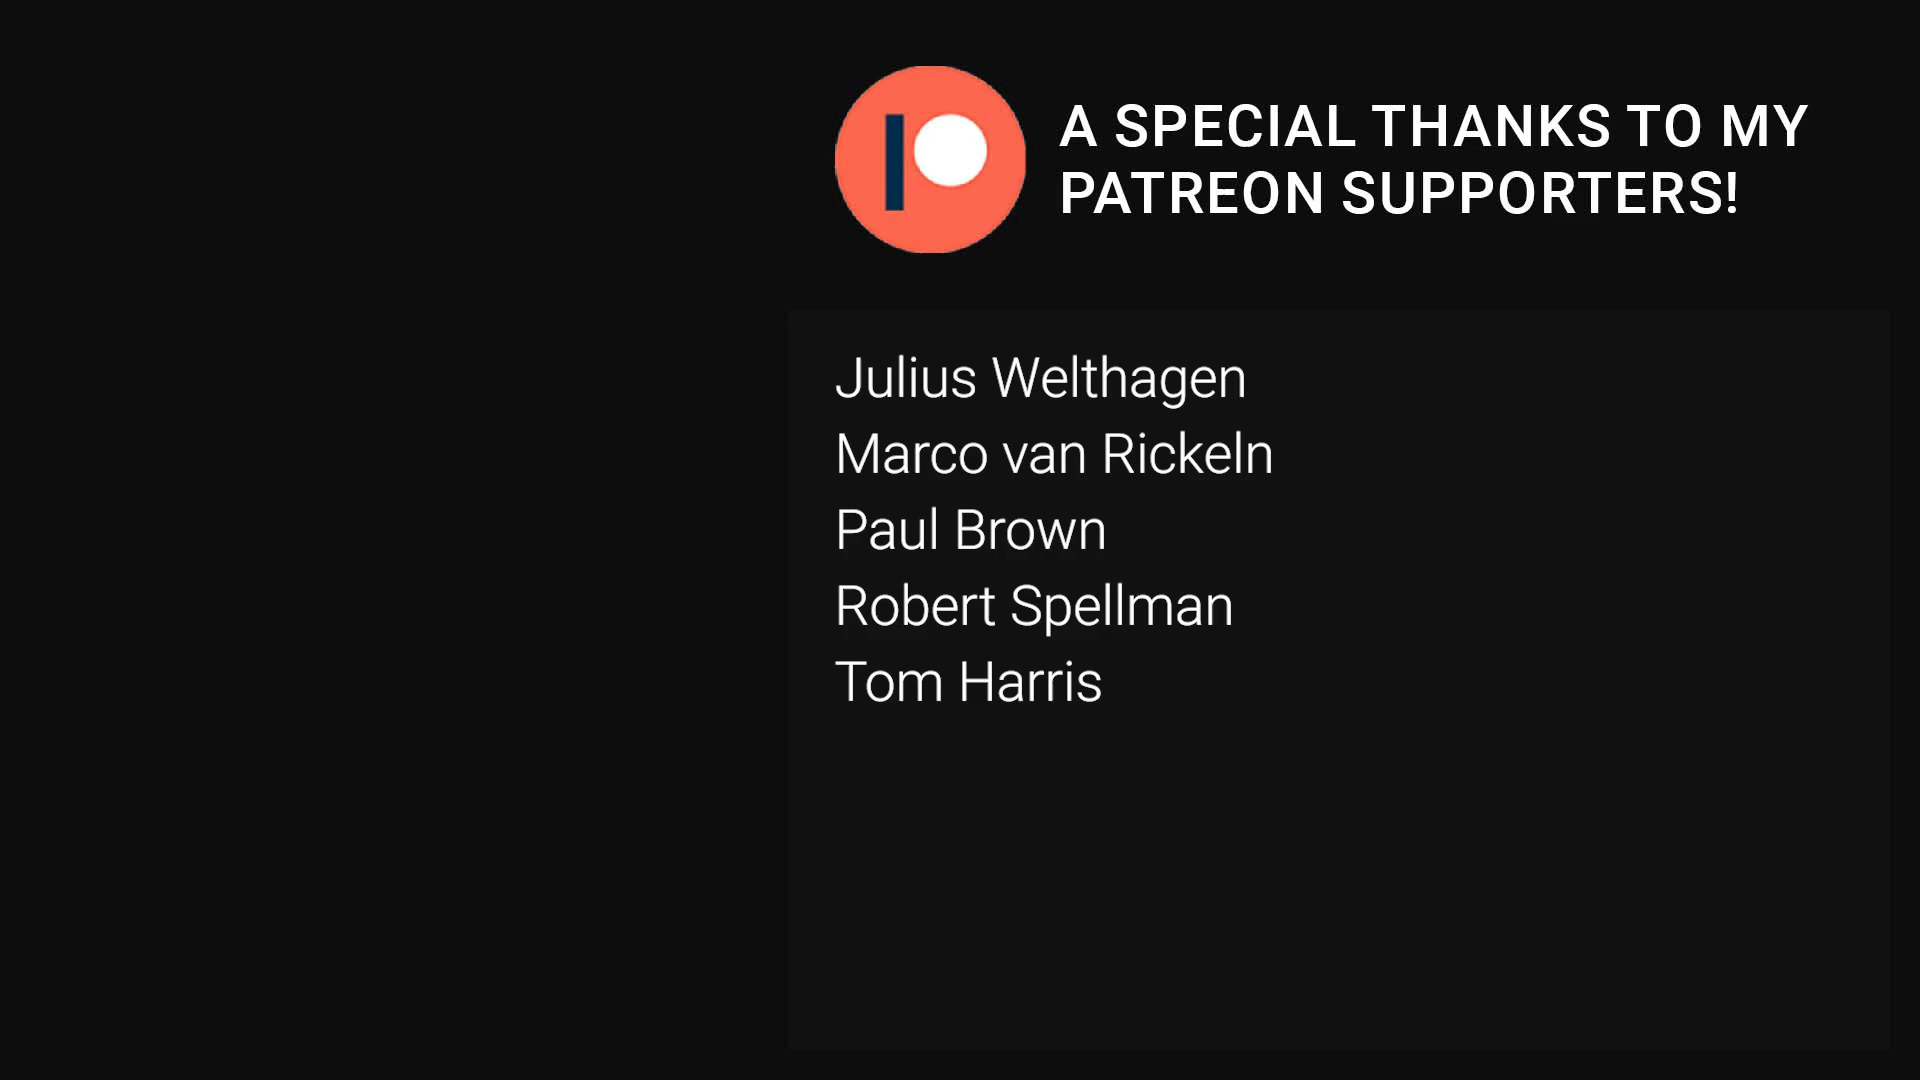 A SPECIAL THANKS TO MY
PATREON SUPPORTERS!
Julius Welthagen
Marco van Rickeln
Paul Brown
Robert Spellman
Tom Harris